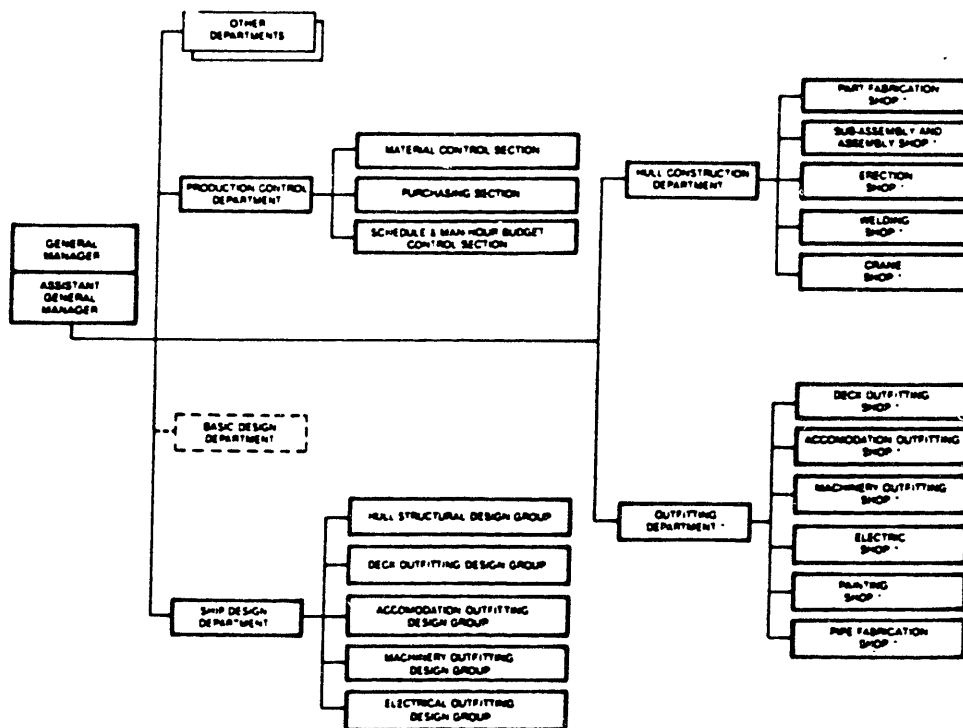 OTHER
DEPARTMENTS
PRODUCTION CONTROL
DEPARTMENT
MATERIAL CONTROL SECTION
PURCHASING SECTION
SCHEDULE & MAN-HOUR BUDGET
CONTROL SECTION
GENERAL
MANAGER
ASSISTANT
GENERAL
MANAGER
BASIC DESIGN
DEPARTMENT
SHIP DESIGN
DEPARTMENT
HULL STRUCTURAL DESIGN GROUP
DECK OUTFITTING DESIGN GROUP
ACCOMODATION OUTFITTING
DESIGN GROUP
MACHINERY OUTFITTING
DESIGN GROUP
ELECTRICAL OUTFITTING
DESIGN GROUP
HULL CONSTRUCTION
DEPARTMENT
PART FABRICATION
SHOP *
SUB-ASSEMBLY AND
ASSEMBLY SHOP *
ERECTION
SHOP *
WELDING
SHOP *
CRANE
SHOP *
OUTFITTING
DEPARTMENT *
DECK OUTFITTING
SHOP *
ACCOMODATION OUTFITTING
SHOP *
MACHINERY OUTFITTING
SHOP *
ELECTRIC
SHOP *
PAINTING
SHOP *
PIPE FABRICATION
SHOP *